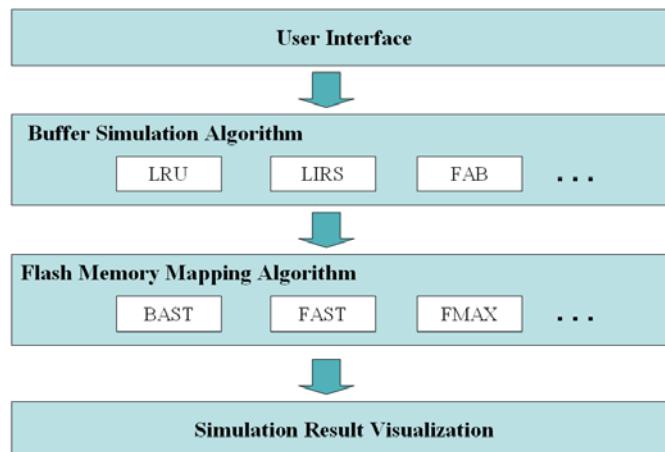 User Interface
Buffer Simulation Algorithm
LRU LIRS FAB ...
Flash Memory Mapping Algorithm
BAST FAST FMAX ...
Simulation Result Visualization